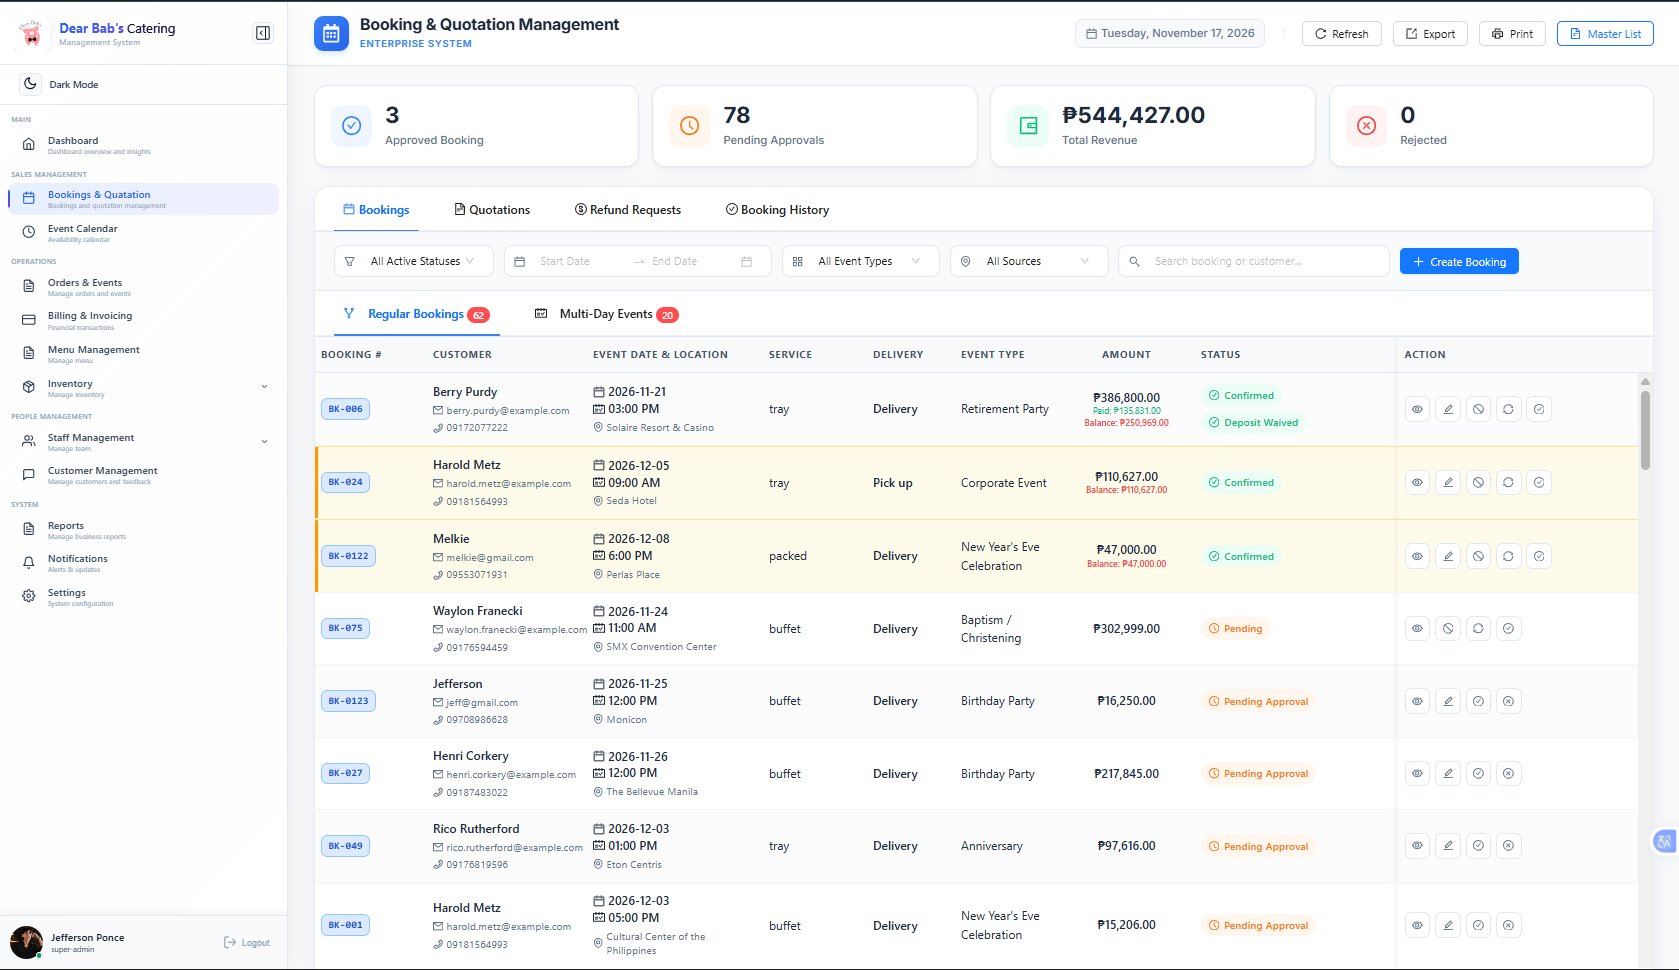 Dear Bab's Catering
Management System
Dark Mode
MAIN
Dashboard
Dashboard overview and insights
SALES MANAGEMENT
Bookings & Quatation
Bookings and quotation management
Event Calendar
Availability calendar
OPERATIONS
Orders & Events
Manage orders and events
Billing & Invoicing
Financial transactions
Menu Management
Manage menu
Inventory
Manage inventory
PEOPLE MANAGEMENT
Staff Management
Manage team
Customer Management
Manage customers and feedback
SYSTEM
Reports
Manage business reports
Notifications
Alerts & updates
Settings
System configuration
Jefferson Ponce
super-admin
Logout
Booking & Quotation Management
ENTERPRISE SYSTEM
Tuesday, November 17, 2026
Refresh
Export
Print
Master List
3
Approved Booking
78
Pending Approvals
₱544,427.00
Total Revenue
0
Rejected
Bookings Quotations Refund Requests Booking History
All Active Statuses Start Date End Date All Event Types All Sources Search booking or customer... + Create Booking
Regular Bookings 62 Multi-Day Events 20
BOOKING # CUSTOMER EVENT DATE & LOCATION SERVICE DELIVERY EVENT TYPE AMOUNT STATUS ACTION
BK-006
Berry Purdy
berry.purdy@example.com
09172077222
2026-11-21
03:00 PM
Solaire Resort & Casino
tray
Delivery
Retirement Party
₱386,800.00
Paid: ₱135,831.00
Balance: ₱250,969.00
Confirmed
Deposit Waived
BK-024
Harold Metz
harold.metz@example.com
09181564993
2026-12-05
09:00 AM
Seda Hotel
tray
Pick up
Corporate Event
₱110,627.00
Balance: ₱110,627.00
Confirmed
BK-0122
Melkie
melkie@gmail.com
09553071931
2026-12-08
6:00 PM
Perlas Place
packed
Delivery
New Year's Eve
Celebration
₱47,000.00
Balance: ₱47,000.00
Confirmed
BK-075
Waylon Franecki
waylon.franecki@example.com
09176594459
2026-11-24
11:00 AM
SMX Convention Center
buffet
Delivery
Baptism /
Christening
₱302,999.00
Pending
BK-0123
Jefferson
jeff@gmail.com
09708986628
2026-11-25
12:00 PM
Monicon
buffet
Delivery
Birthday Party
₱16,250.00
Pending Approval
BK-027
Henri Corkery
henri.corkery@example.com
09187483022
2026-11-26
12:00 PM
The Bellevue Manila
buffet
Delivery
Birthday Party
₱217,845.00
Pending Approval
BK-049
Rico Rutherford
rico.rutherford@example.com
09176819596
2026-12-03
01:00 PM
Eton Centris
tray
Delivery
Anniversary
₱97,616.00
Pending Approval
BK-001
Harold Metz
harold.metz@example.com
09181564993
2026-12-03
05:00 PM
Cultural Center of the
Philippines
buffet
Delivery
New Year's Eve
Celebration
₱15,206.00
Pending Approval